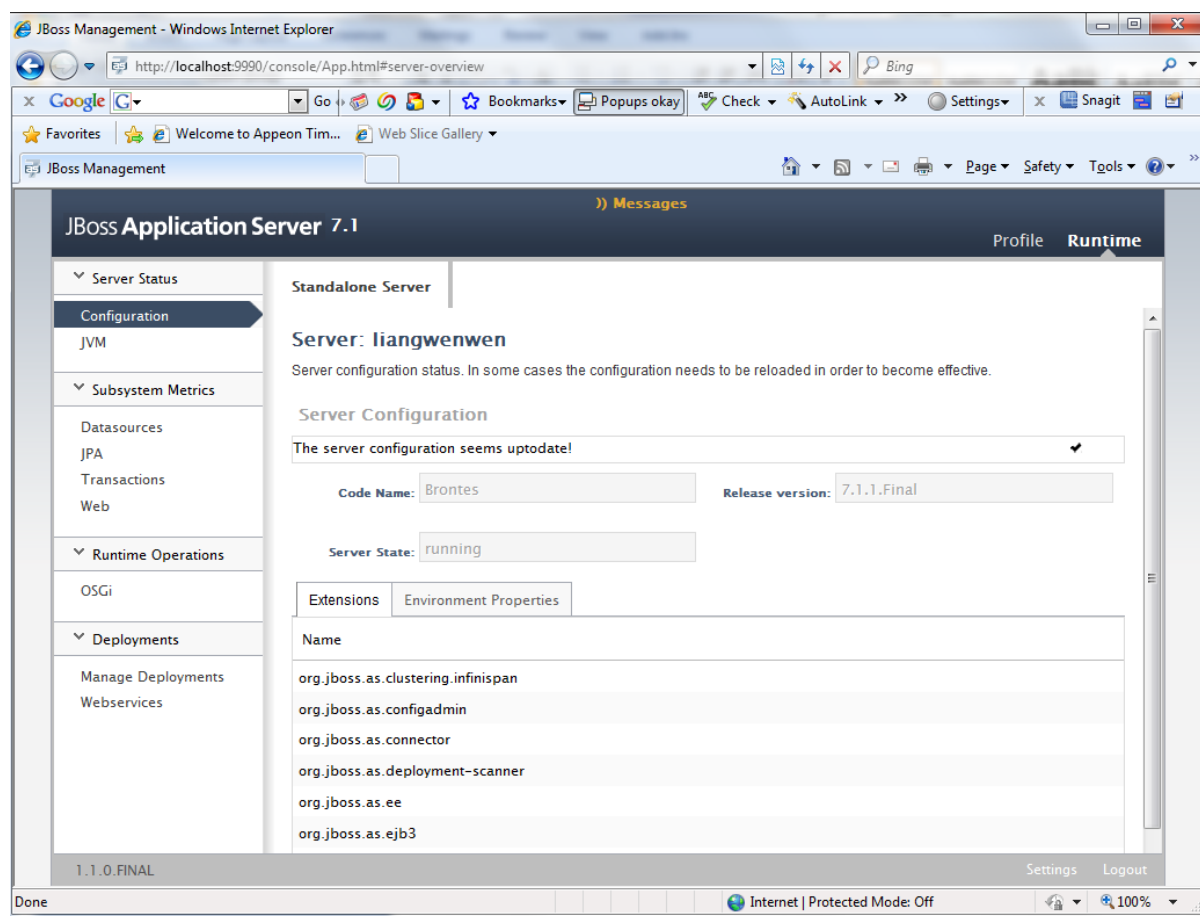 JBoss Management - Windows Internet Explorer
http://localhost:9990/console/App.html#server-overview
Bing
x Google G Go Bookmarks Popups okay ABC Check AutoLink » Settings x Snagit
Favorites Welcome to Appeon Tim... Web Slice Gallery
JBoss Management Page Safety Tools »
)) Messages
JBoss Application Server 7.1
Profile Runtime
Server Status
Configuration
JVM
Subsystem Metrics
Datasources
JPA
Transactions
Web
Runtime Operations
OSGi
Deployments
Manage Deployments
Webservices
Standalone Server
Server: liangwenwen
Server configuration status. In some cases the configuration needs to be reloaded in order to become effective.
Server Configuration
The server configuration seems uptodate!
Code Name: Brontes Release version: 7.1.1.Final
Server State: running
Extensions Environment Properties
Name
org.jboss.as.clustering.infinispan
org.jboss.as.configadmin
org.jboss.as.connector
org.jboss.as.deployment-scanner
org.jboss.as.ee
org.jboss.as.ejb3
1.1.0.FINAL Settings Logout
Done Internet | Protected Mode: Off 100%